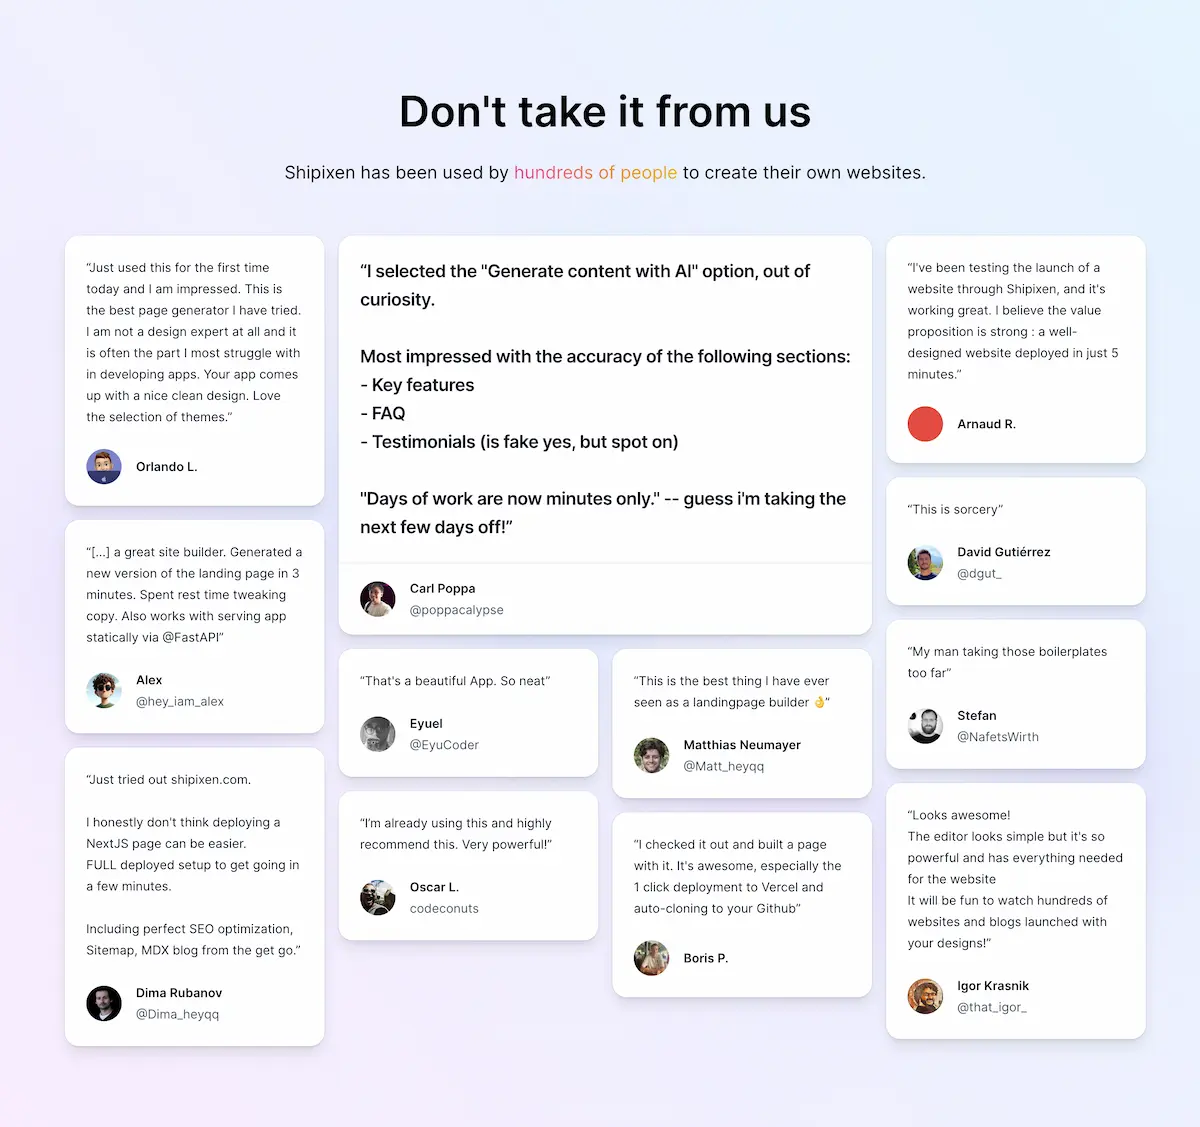 Don't take it from us
Shipixen has been used by hundreds of people to create their own websites.
“Just used this for the first time
today and I am impressed. This is
the best page generator I have tried.
I am not a design expert at all and it
is often the part I most struggle with
in developing apps. Your app comes
up with a nice clean design. Love
the selection of themes.”
Orlando L.
“[...] a great site builder. Generated a
new version of the landing page in 3
minutes. Spent rest time tweaking
copy. Also works with serving app
statically via @FastAPI”
Alex
@hey_iam_alex
“Just tried out shipixen.com.
I honestly don't think deploying a
NextJS page can be easier.
FULL deployed setup to get going in
a few minutes.
Including perfect SEO optimization,
Sitemap, MDX blog from the get go.”
Dima Rubanov
@Dima_heyqq
“I selected the "Generate content with AI" option, out of
curiosity.
Most impressed with the accuracy of the following sections:
- Key features
- FAQ
- Testimonials (is fake yes, but spot on)
"Days of work are now minutes only." -- guess i'm taking the
next few days off!”
Carl Poppa
@poppacalypse
“That's a beautiful App. So neat”
Eyuel
@EyuCoder
“I’m already using this and highly
recommend this. Very powerful!”
Oscar L.
codeconuts
“This is the best thing I have ever
seen as a landingpage builder 👌”
Matthias Neumayer
@Matt_heyqq
“I checked it out and built a page
with it. It's awesome, especially the
1 click deployment to Vercel and
auto-cloning to your Github”
Boris P.
“I've been testing the launch of a
website through Shipixen, and it's
working great. I believe the value
proposition is strong : a well-
designed website deployed in just 5
minutes.”
Arnaud R.
“This is sorcery”
David Gutiérrez
@dgut_
“My man taking those boilerplates
too far”
Stefan
@NafetsWirth
“Looks awesome!
The editor looks simple but it's so
powerful and has everything needed
for the website
It will be fun to watch hundreds of
websites and blogs launched with
your designs!”
Igor Krasnik
@that_igor_